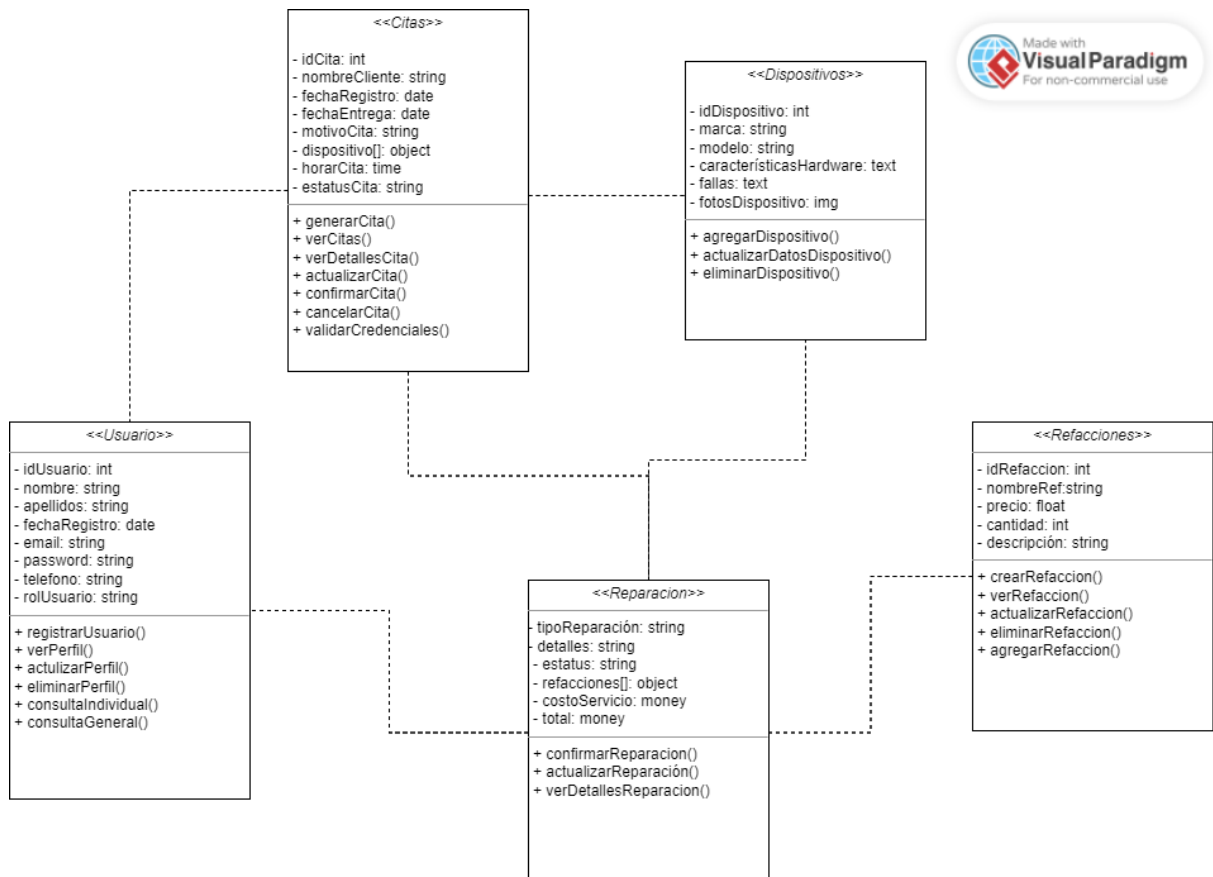 <<Citas>>
- idCita: int
- nombreCliente: string
- fechaRegistro: date
- fechaEntrega: date
- motivoCita: string
- dispositivo[]: object
- horarCita: time
- estatusCita: string
+ generarCita()
+ verCitas()
+ verDetallesCita()
+ actualizarCita()
+ confirmarCita()
+ cancelarCita()
+ validarCredenciales()
<<Dispositivos>>
- idDispositivo: int
- marca: string
- modelo: string
- característicasHardware: text
- fallas: text
- fotosDispositivo: img
+ agregarDispositivo()
+ actualizarDatosDispositivo()
+ eliminarDispositivo()
Made with
Visual Paradigm
For non-commercial use
<<Usuario>>
- idUsuario: int
- nombre: string
- apellidos: string
- fechaRegistro: date
- email: string
- password: string
- telefono: string
- rolUsuario: string
+ registrarUsuario()
+ verPerfil()
+ actulizarPerfil()
+ eliminarPerfil()
+ consultaIndividual()
+ consultaGeneral()
<<Reparacion>>
- tipoReparación: string
- detalles: string
- estatus: string
- refacciones[]: object
- costoServicio: money
- total: money
+ confirmarReparacion()
+ actualizarReparación()
+ verDetallesReparacion()
<<Refacciones>>
- idRefaccion: int
- nombreRef:string
- precio: float
- cantidad: int
- descripción: string
+ crearRefaccion()
+ verRefaccion()
+ actualizarRefaccion()
+ eliminarRefaccion()
+ agregarRefaccion()